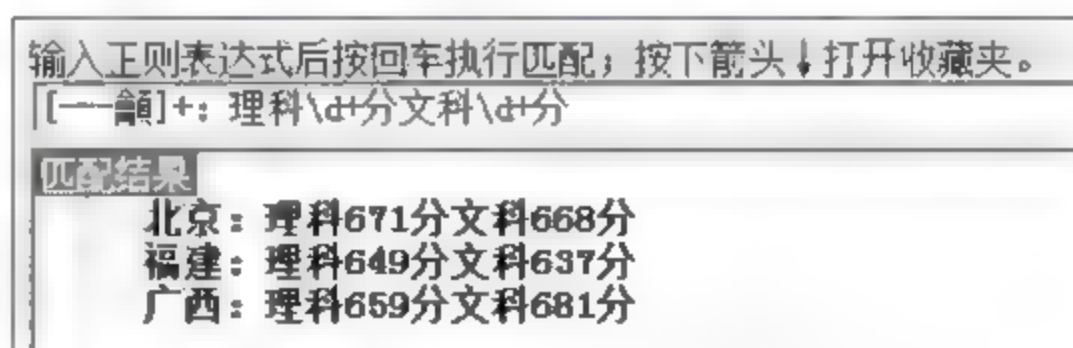 输入正则表达式后按回车执行匹配；按下箭头↓打开收藏夹。
[一-龥]+：理科\d+分文科\d+分
匹配结果
北京：理科671分文科668分
福建：理科649分文科637分
广西：理科659分文科681分